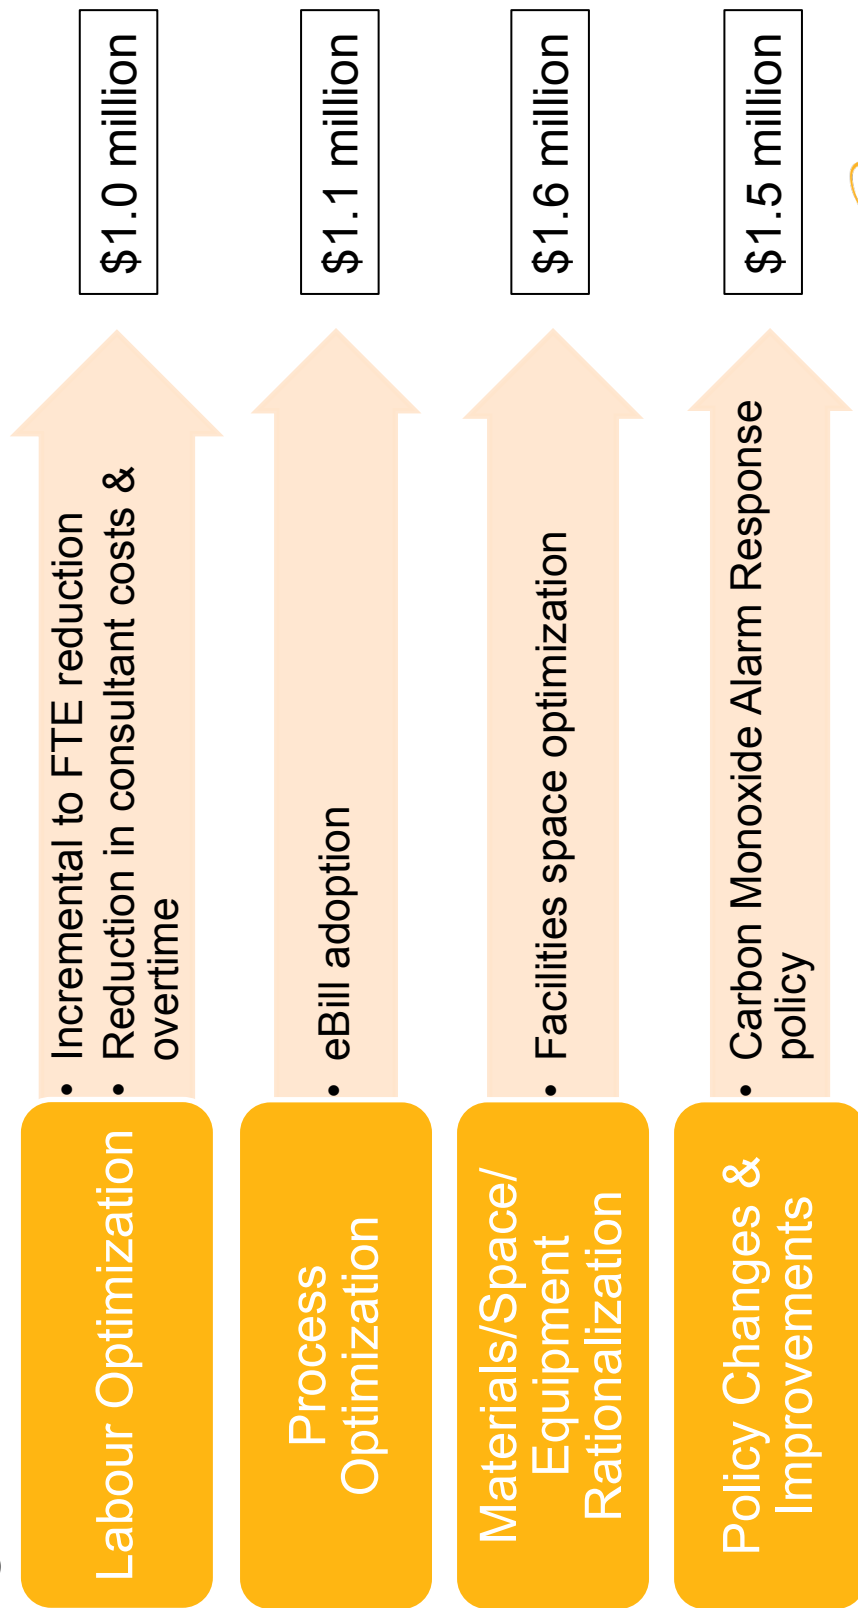 Labour Optimization
• Incremental to FTE reduction
• Reduction in consultant costs &
overtime
$1.0 million
Process
Optimization
• eBill adoption
$1.1 million
Materials/Space/
Equipment
Rationalization
• Facilities space optimization
$1.6 million
Policy Changes &
Improvements
• Carbon Monoxide Alarm Response
policy
$1.5 million